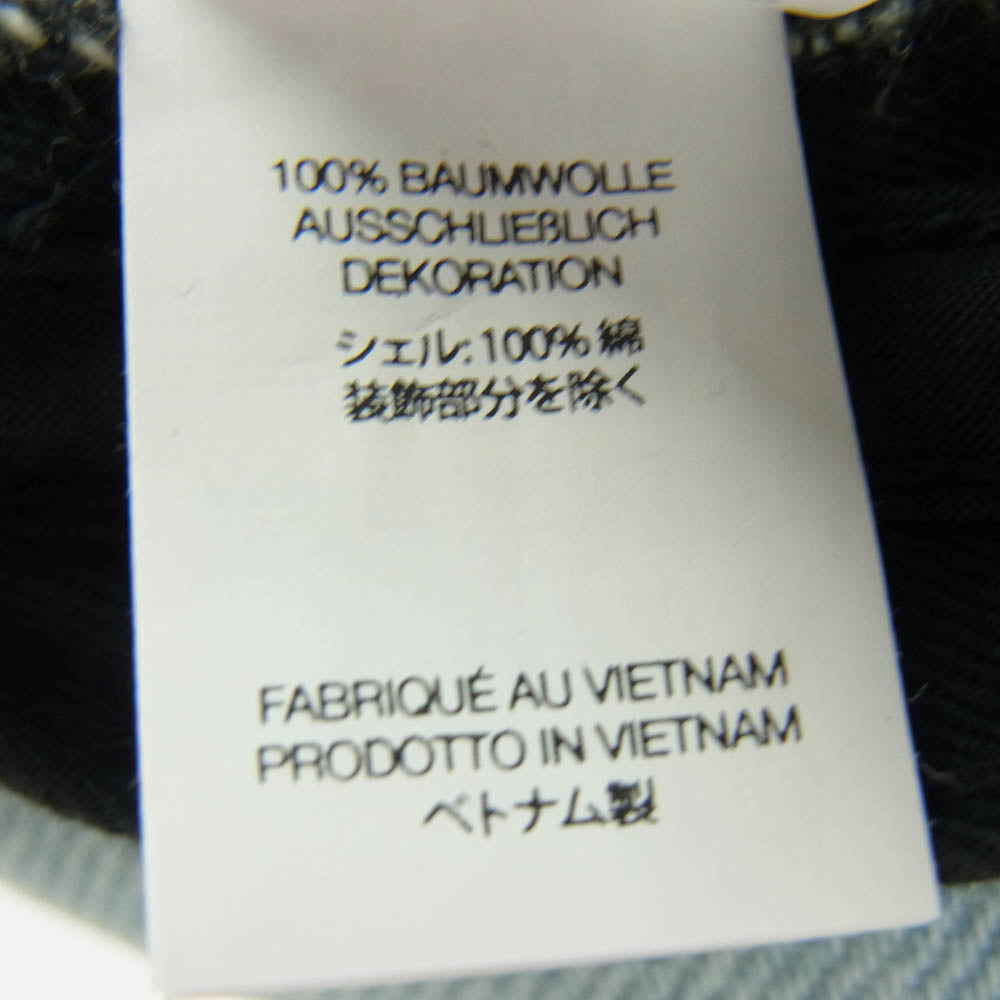 100% BAUMWOLLE
AUSSCHLIEßLICH
DEKORATION
シェル: 100% 綿
装飾部分を除く
FABRIQUÉ AU VIETNAM
PRODOTTO IN VIETNAM
ベトナム製